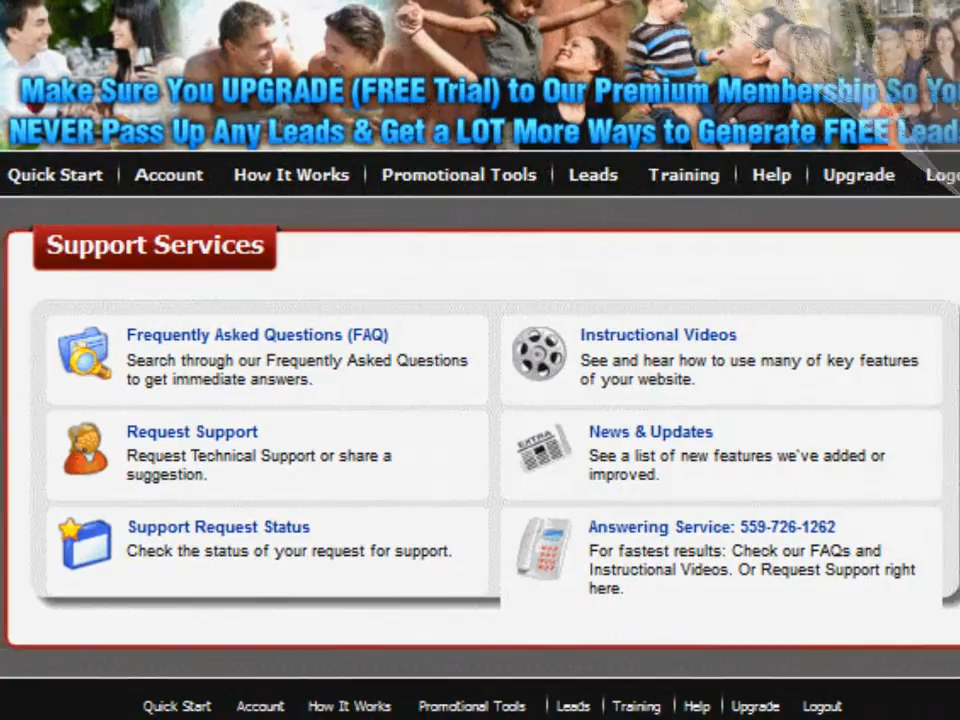 Make Sure You UPGRADE (FREE Trial) to Our Premium Membership So Yo
NEVER Pass Up Any Leads & Get a LOT More Ways to Generate FREE Lead
Quick Start Account How It Works Promotional Tools Leads Training Help Upgrade Logo
Support Services
Frequently Asked Questions (FAQ)
Search through our Frequently Asked Questions
to get immediate answers.
Instructional Videos
See and hear how to use many of key features
of your website.
Request Support
Request Technical Support or share a
suggestion.
EXTRA
News & Updates
See a list of new features we've added or
improved.
Support Request Status
Check the status of your request for support.
Answering Service: 559-726-1262
For fastest results: Check our FAQs and
Instructional Videos. Or Request Support right
here.
Quick Start Account How It Works Promotional Tools Leads Training Help Upgrade Logout